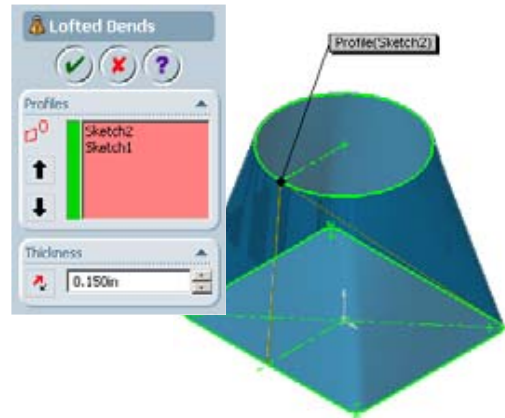 Lofted Bends
?
Profiles
Sketch2
Sketch1
Thickness
0.150in
Profile(Sketch2)